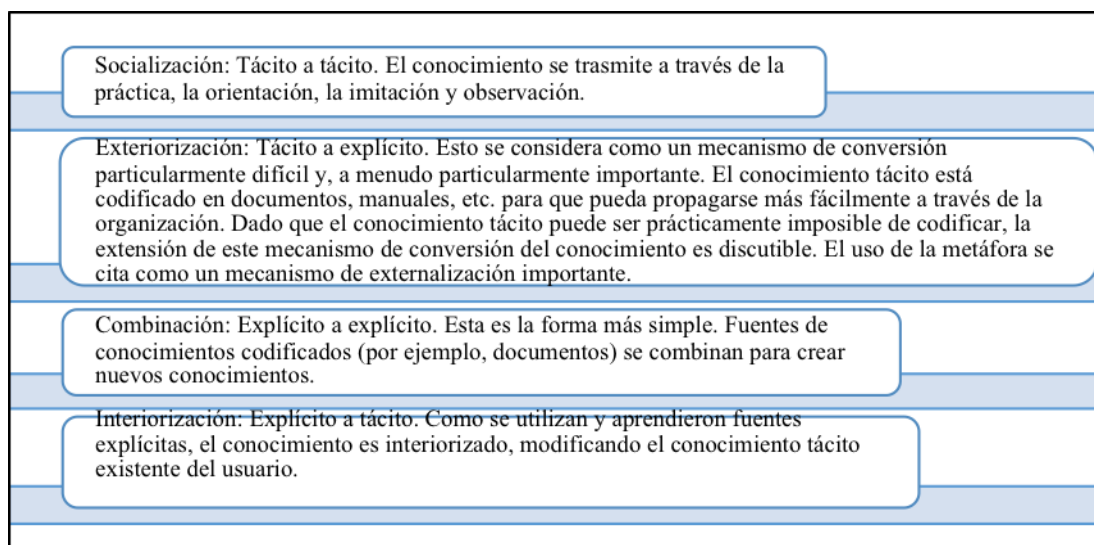 Socialización: Tácito a tácito. El conocimiento se trasmite a través de la
práctica, la orientación, la imitación y observación.
Exteriorización: Tácito a explícito. Esto se considera como un mecanismo de conversión
particularmente difícil y, a menudo particularmente importante. El conocimiento tácito está
codificado en documentos, manuales, etc. para que pueda propagarse más fácilmente a través de la
organización. Dado que el conocimiento tácito puede ser prácticamente imposible de codificar, la
extensión de este mecanismo de conversión del conocimiento es discutible. El uso de la metáfora se
cita como un mecanismo de externalización importante.
Combinación: Explícito a explícito. Esta es la forma más simple. Fuentes de
conocimientos codificados (por ejemplo, documentos) se combinan para crear
nuevos conocimientos.
Interiorización: Explícito a tácito. Como se utilizan y aprendieron fuentes
explícitas, el conocimiento es interiorizado, modificando el conocimiento tácito
existente del usuario.